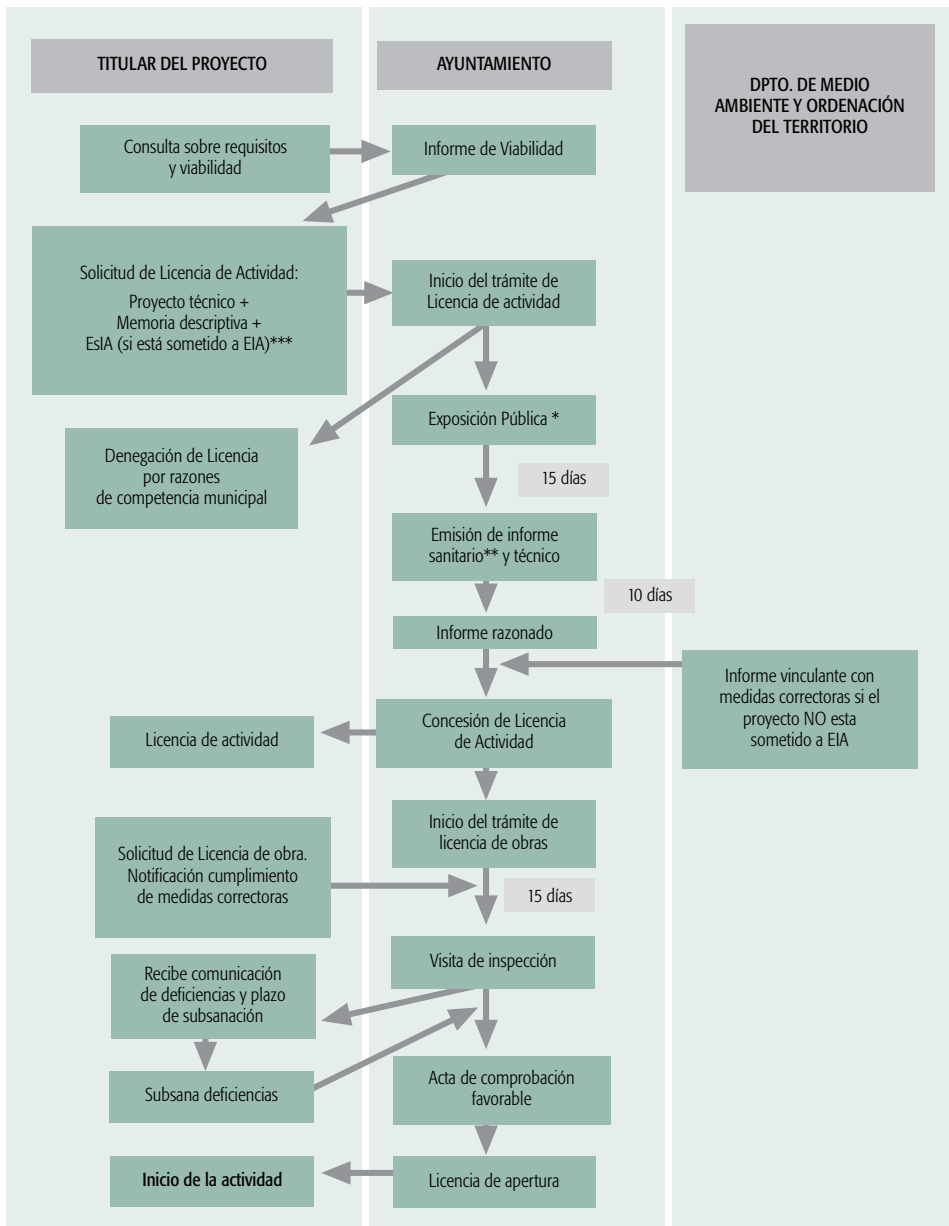 TITULAR DEL PROYECTO
AYUNTAMIENTO
DPTO. DE MEDIO
AMBIENTE Y ORDENACIÓN
DEL TERRITORIO
Consulta sobre requisitos
y viabilidad
Informe de Viabilidad
Solicitud de Licencia de Actividad:
Proyecto técnico +
Memoria descriptiva +
EsIA (si está sometido a EIA)***
Inicio del trámite de
Licencia de actividad
Exposición Pública *
Denegación de Licencia
por razones
de competencia municipal
15 días
Emisión de informe
sanitario** y técnico
10 días
Informe razonado
Informe vinculante con
medidas correctoras si el
proyecto NO esta
sometido a EIA
Concesión de Licencia
de Actividad
Licencia de actividad
Inicio del trámite de
licencia de obras
Solicitud de Licencia de obra.
Notificación cumplimiento
de medidas correctoras
15 días
Visita de inspección
Recibe comunicación
de deficiencias y plazo
de subsanación
Subsana deficiencias
Acta de comprobación
favorable
Licencia de apertura
Inicio de la actividad